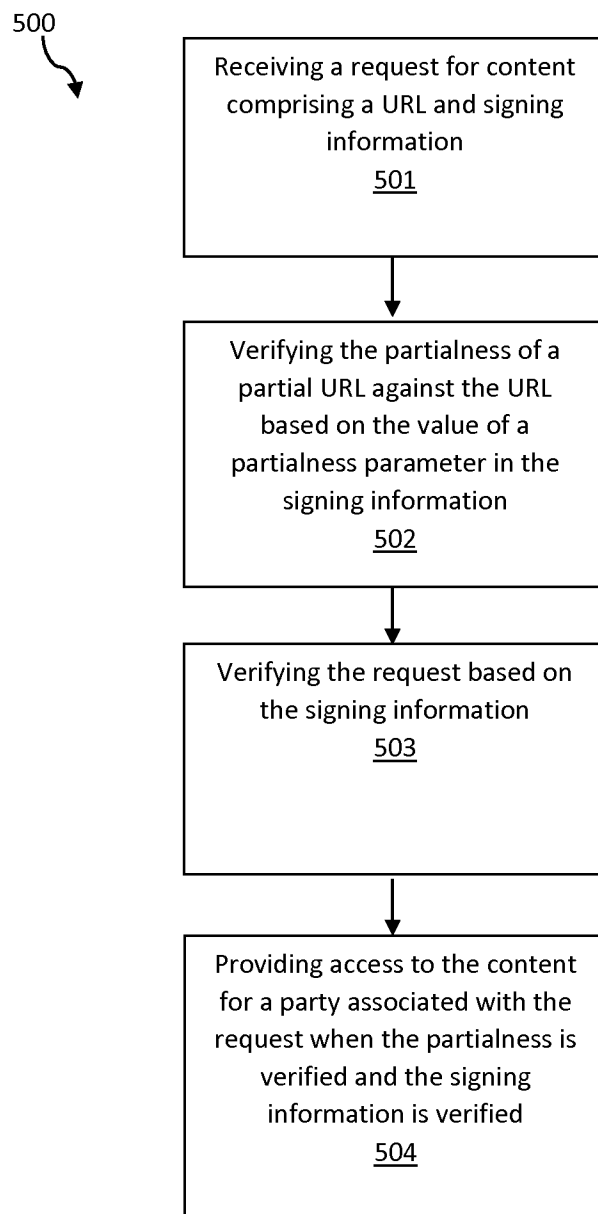 500
Receiving a request for content
comprising a URL and signing
information
501
Verifying the partialness of a
partial URL against the URL
based on the value of a
partialness parameter in the
signing information
502
Verifying the request based on
the signing information
503
Providing access to the content
for a party associated with the
request when the partialness is
verified and the signing
information is verified
504